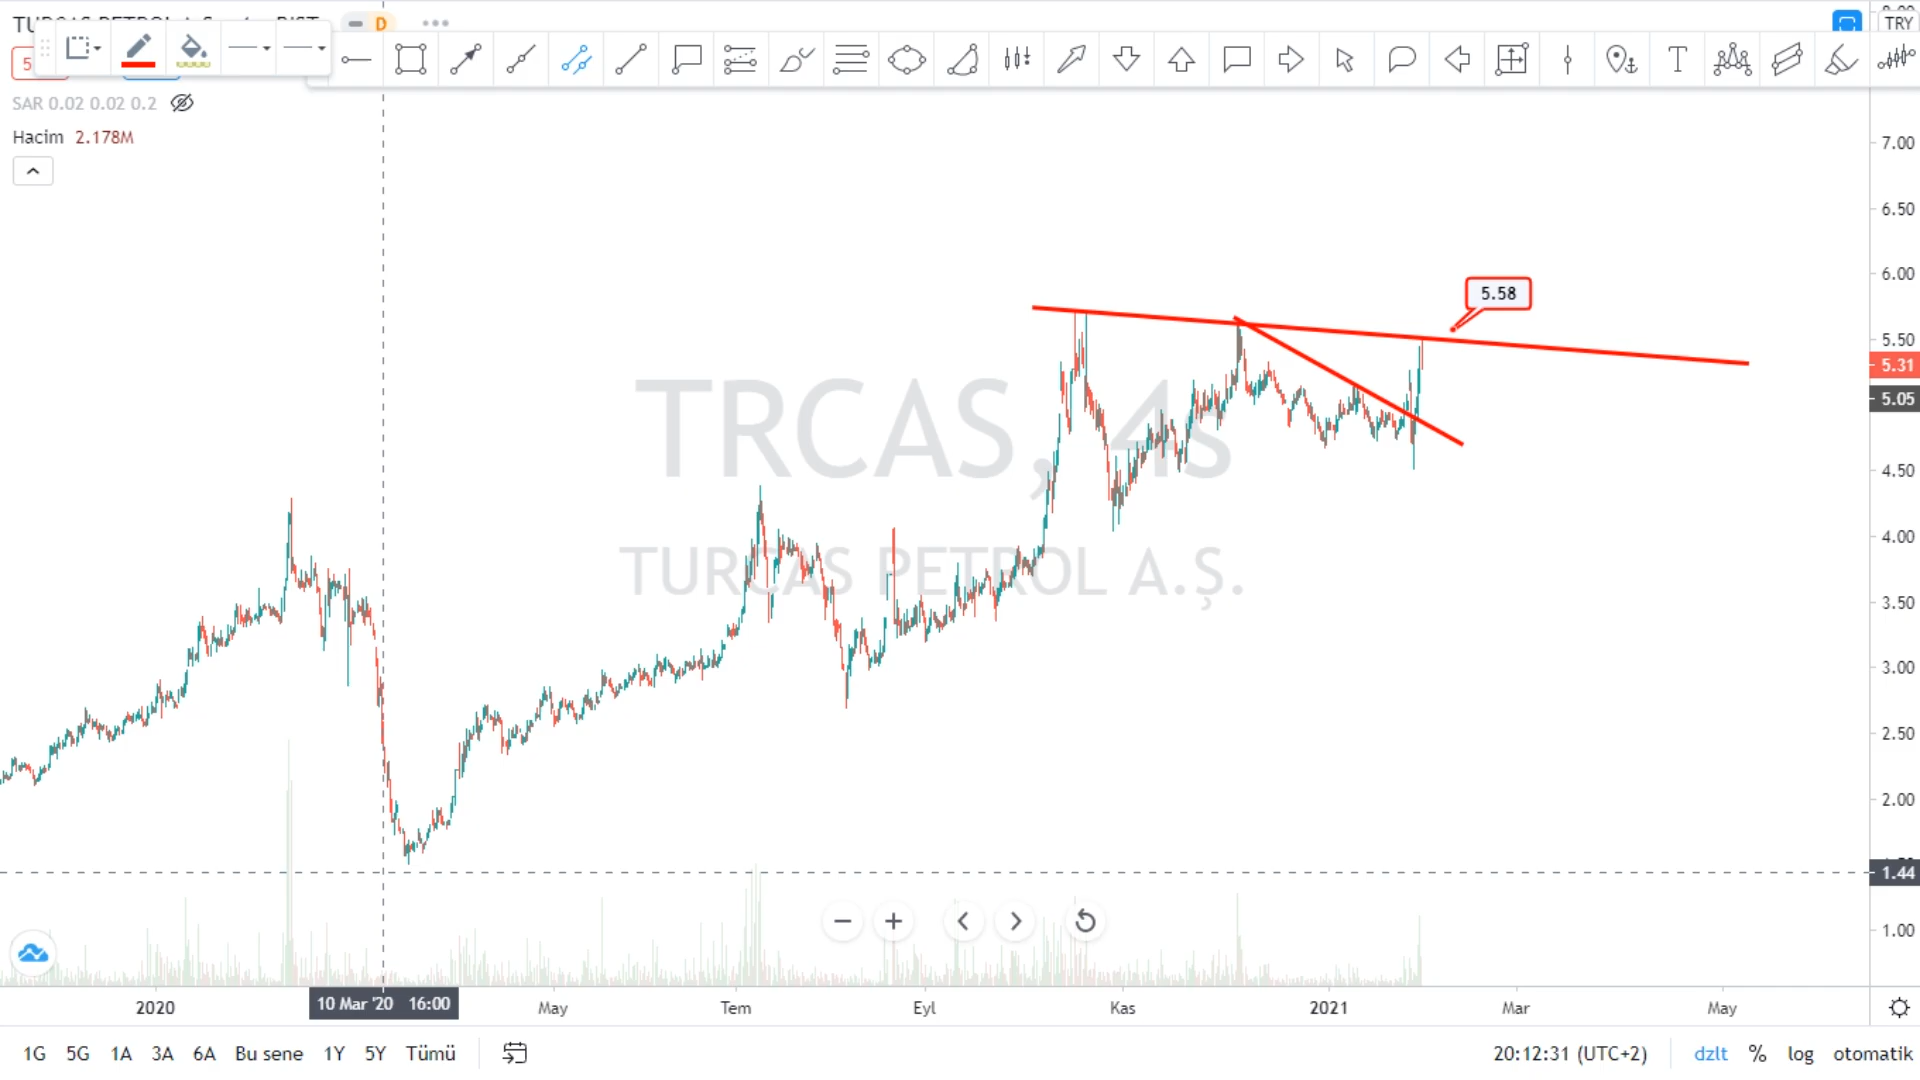 D
TRY
SAR 0.02 0.02 0.2
Hacim 2.178M
7.00
6.50
6.00
5.58
5.50
5.31
5.05
TRCAS, 4s
4.50
4.00
TURCAS PETROL A.Ş.
3.50
3.00
2.50
2.00
1.44
1.00
2020
10 Mar '20 16:00
May
Tem
Eyl
Kas
2021
Mar
May
1G 5G 1A 3A 6A Bu sene 1Y 5Y Tümü
20:12:31 (UTC+2)
dzlt % log otomatik